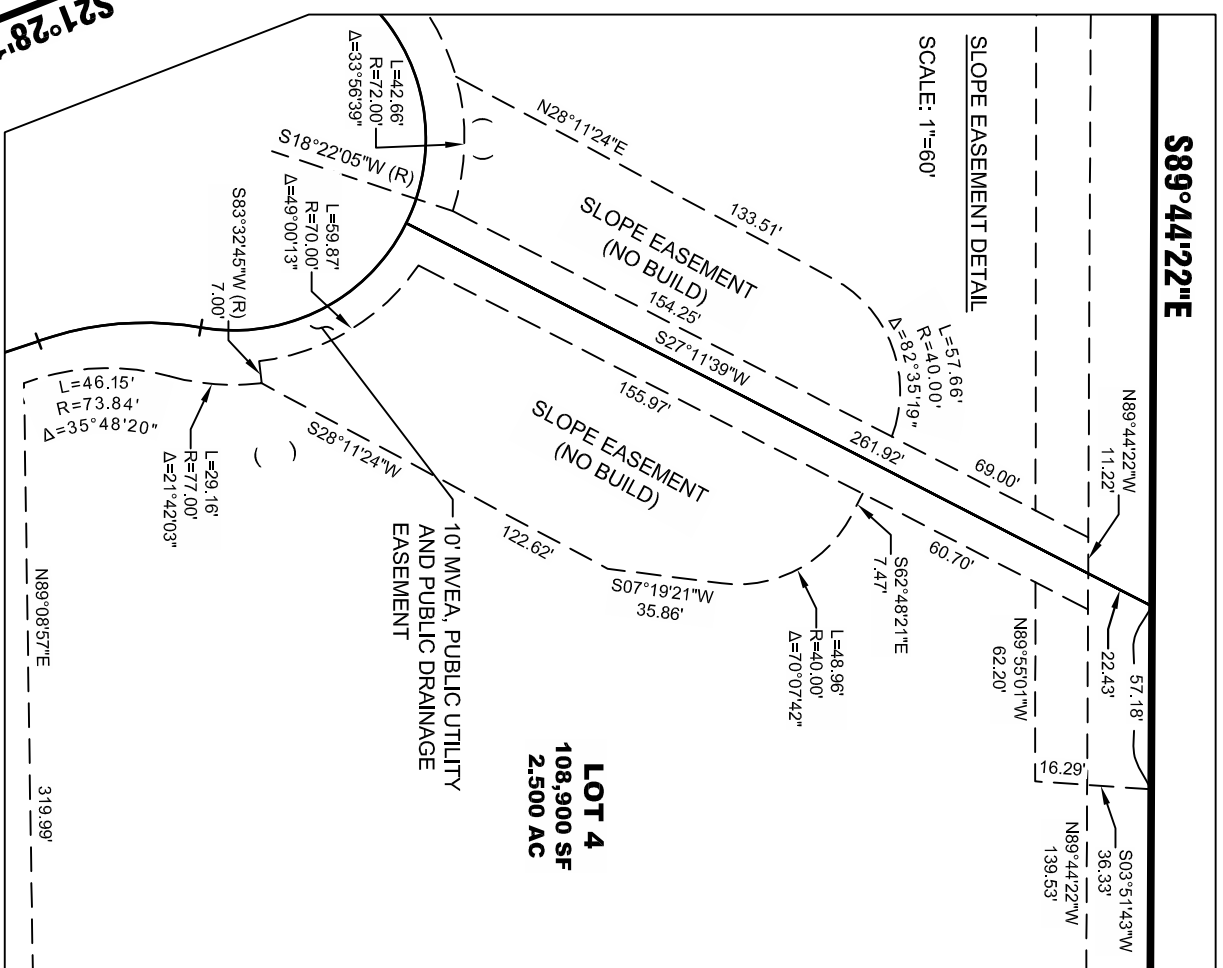 S89°44'22"E
SLOPE EASEMENT DETAIL
SCALE: 1"=60'
N28°11'24"E
133.51'
L=57.66'
R=40.00'
Δ=82°35'19"
N89°44'22"W
11.22'
69.00'
261.92'
S27°11'39"W
154.25'
SLOPE EASEMENT
(NO BUILD)
L=42.66'
R=72.00'
Δ=33°56'39"
S18°22'05"W (R)
L=59.87'
R=70.00'
Δ=49°00'13"
S83°32'45"W (R)
7.00'
155.97'
SLOPE EASEMENT
(NO BUILD)
60.70'
S62°48'21"E
7.47'
57.18'
22.43'
N89°55'01"W
62.20'
16.29'
S03°51'43"W
36.33'
N89°44'22"W
139.53'
L=48.96'
R=40.00'
Δ=70°07'42"
S07°19'21"W
35.86'
122.62'
S28°11'24"W
10' MVEA, PUBLIC UTILITY
AND PUBLIC DRAINAGE
EASEMENT
L=46.15'
R=73.84'
Δ=35°48'20"
L=29.16'
R=77.00'
Δ=21°42'03"
LOT 4
108,900 SF
2.500 AC
N89°08'57"E
319.99'
S21°28'